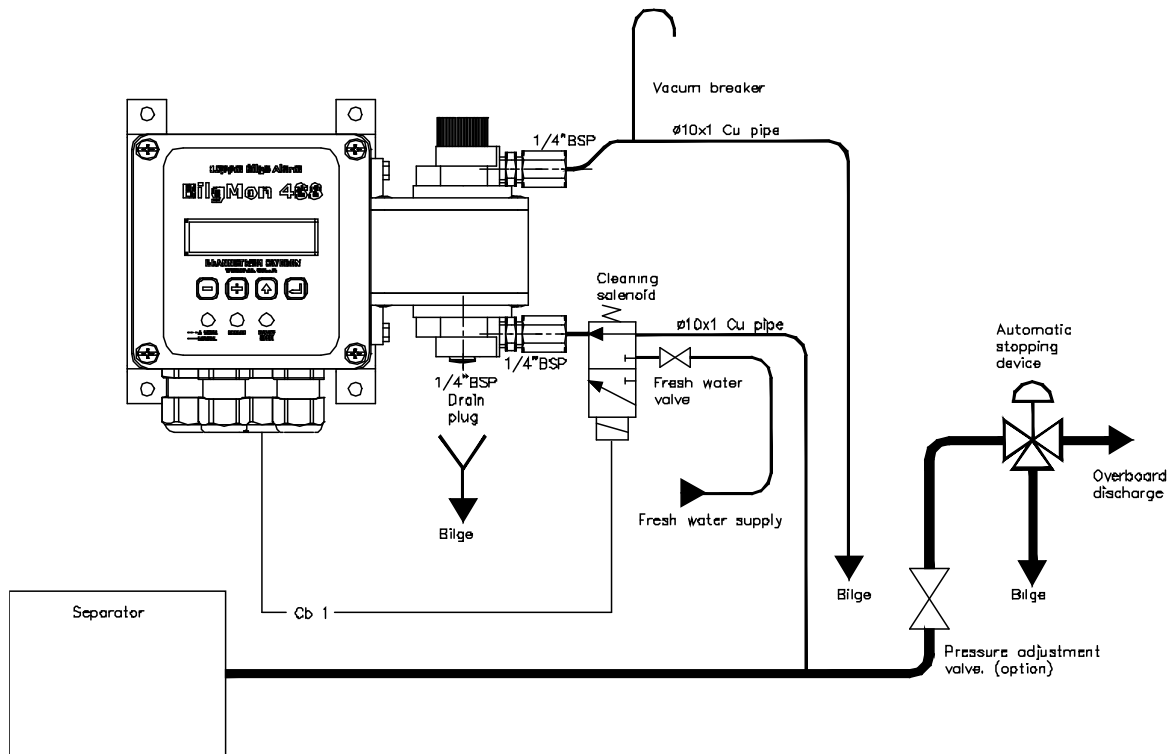 Vacum breaker
1/4"BSP
ø10x1 Cu pipe
BilgMon 488
Cleaning
salenoid
ø10x1 Cu pipe
1/4"BSP
1/4"BSP
Drain
plug
Fresh water
valve
Automatic
stopping
device
Overboard
discharge
Fresh water supply
Bilge
Bilge
Bilge
Separator
Cb 1
Pressure adjustment
valve. (option)